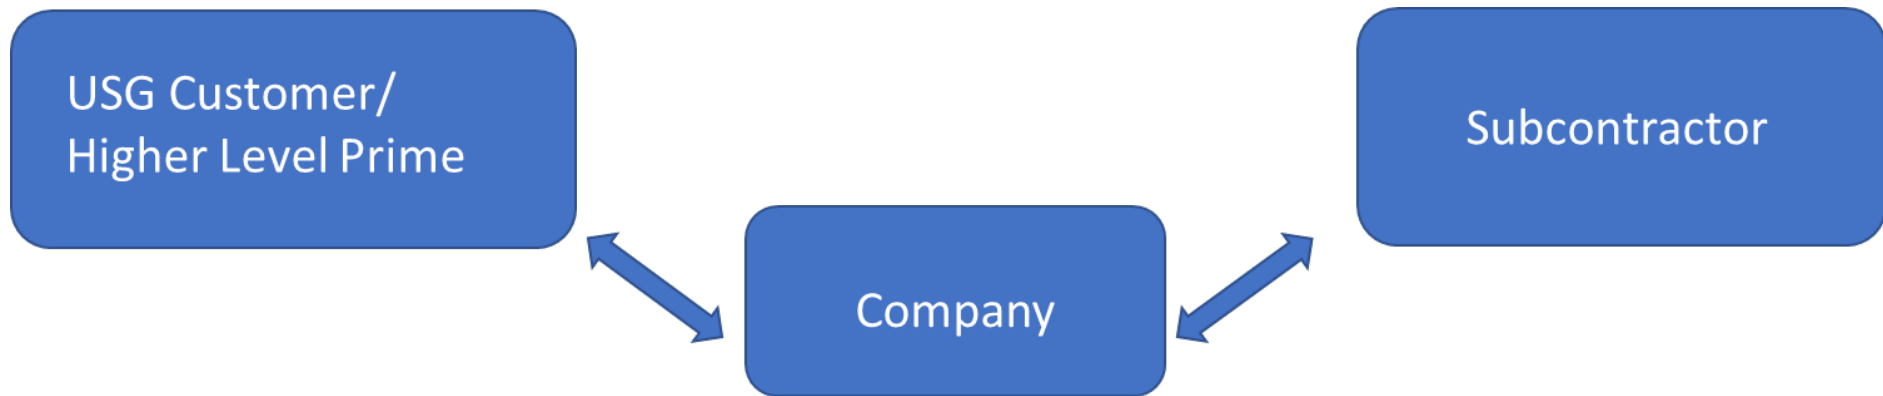 USG Customer/
Higher Level Prime
Subcontractor
Company